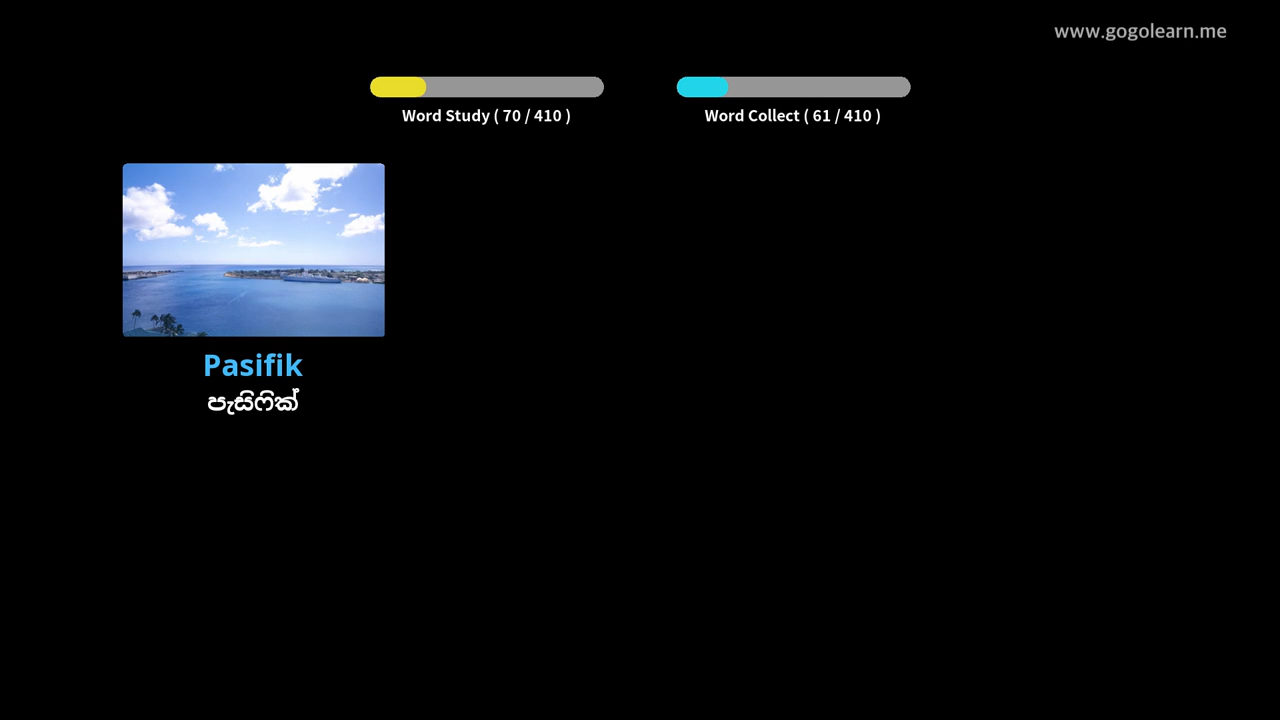 www.gogolearn.me
Word Study ( 70 / 410 )
Word Collect ( 61 / 410 )
Pasifik
පැසිෆික්